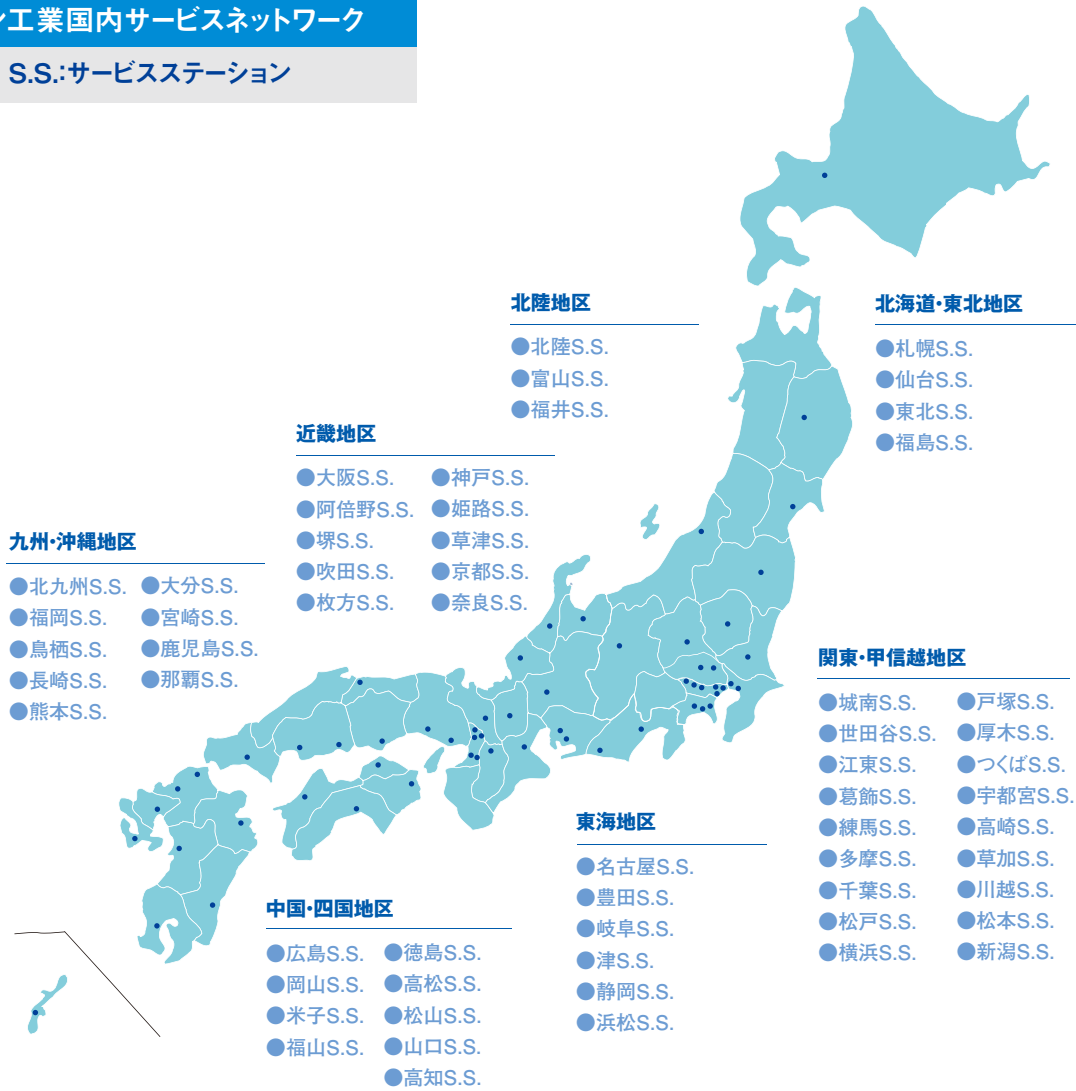 ン工業国内サービスネットワーク
S.S.:サービスステーション
北陸地区
●北陸S.S.
●富山S.S.
●福井S.S.
北海道・東北地区
●札幌S.S.
●仙台S.S.
●東北S.S.
●福島S.S.
近畿地区
●大阪S.S. ●神戸S.S.
●阿倍野S.S. ●姫路S.S.
●堺S.S. ●草津S.S.
●吹田S.S. ●京都S.S.
●枚方S.S. ●奈良S.S.
九州・沖縄地区
●北九州S.S. ●大分S.S.
●福岡S.S. ●宮崎S.S.
●鳥栖S.S. ●鹿児島S.S.
●長崎S.S. ●那覇S.S.
●熊本S.S.
関東・甲信越地区
●城南S.S. ●戸塚S.S.
●世田谷S.S. ●厚木S.S.
●江東S.S. ●つくばS.S.
●葛飾S.S. ●宇都宮S.S.
●練馬S.S. ●高崎S.S.
●多摩S.S. ●草加S.S.
●千葉S.S. ●川越S.S.
●松戸S.S. ●松本S.S.
●横浜S.S. ●新潟S.S.
東海地区
●名古屋S.S.
●豊田S.S.
●岐阜S.S.
●津S.S.
●静岡S.S.
●浜松S.S.
中国・四国地区
●広島S.S. ●徳島S.S.
●岡山S.S. ●高松S.S.
●米子S.S. ●松山S.S.
●福山S.S. ●山口S.S.
●高知S.S.